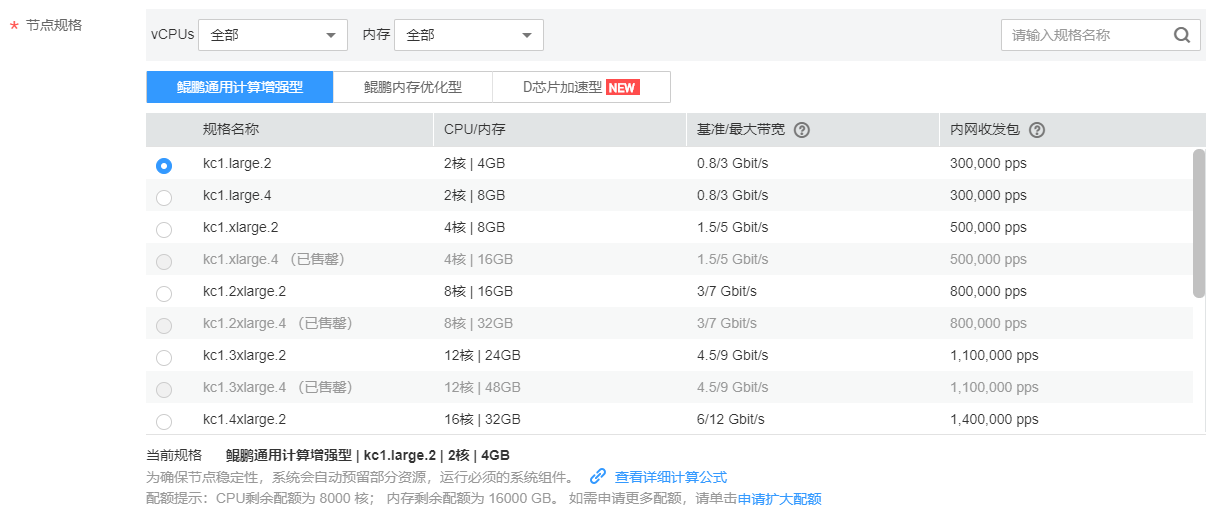 * 节点规格
vCPUs 全部 内存 全部 请输入规格名称
鲲鹏通用计算增强型 鲲鹏内存优化型 D芯片加速型 NEW
规格名称 CPU/内存 基准/最大带宽 ? 内网收发包 ?
kc1.large.2 2核 | 4GB 0.8/3 Gbit/s 300,000 pps
kc1.large.4 2核 | 8GB 0.8/3 Gbit/s 300,000 pps
kc1.xlarge.2 4核 | 8GB 1.5/5 Gbit/s 500,000 pps
kc1.xlarge.4 （已售罄） 4核 | 16GB 1.5/5 Gbit/s 500,000 pps
kc1.2xlarge.2 8核 | 16GB 3/7 Gbit/s 800,000 pps
kc1.2xlarge.4 （已售罄） 8核 | 32GB 3/7 Gbit/s 800,000 pps
kc1.3xlarge.2 12核 | 24GB 4.5/9 Gbit/s 1,100,000 pps
kc1.3xlarge.4 （已售罄） 12核 | 48GB 4.5/9 Gbit/s 1,100,000 pps
kc1.4xlarge.2 16核 | 32GB 6/12 Gbit/s 1,400,000 pps
当前规格 鲲鹏通用计算增强型 | kc1.large.2 | 2核 | 4GB
为确保节点稳定性，系统会自动预留部分资源，运行必须的系统组件。 查看详细计算公式
配额提示：CPU剩余配额为 8000 核； 内存剩余配额为 16000 GB。 如需申请更多配额，请单击申请扩大配额